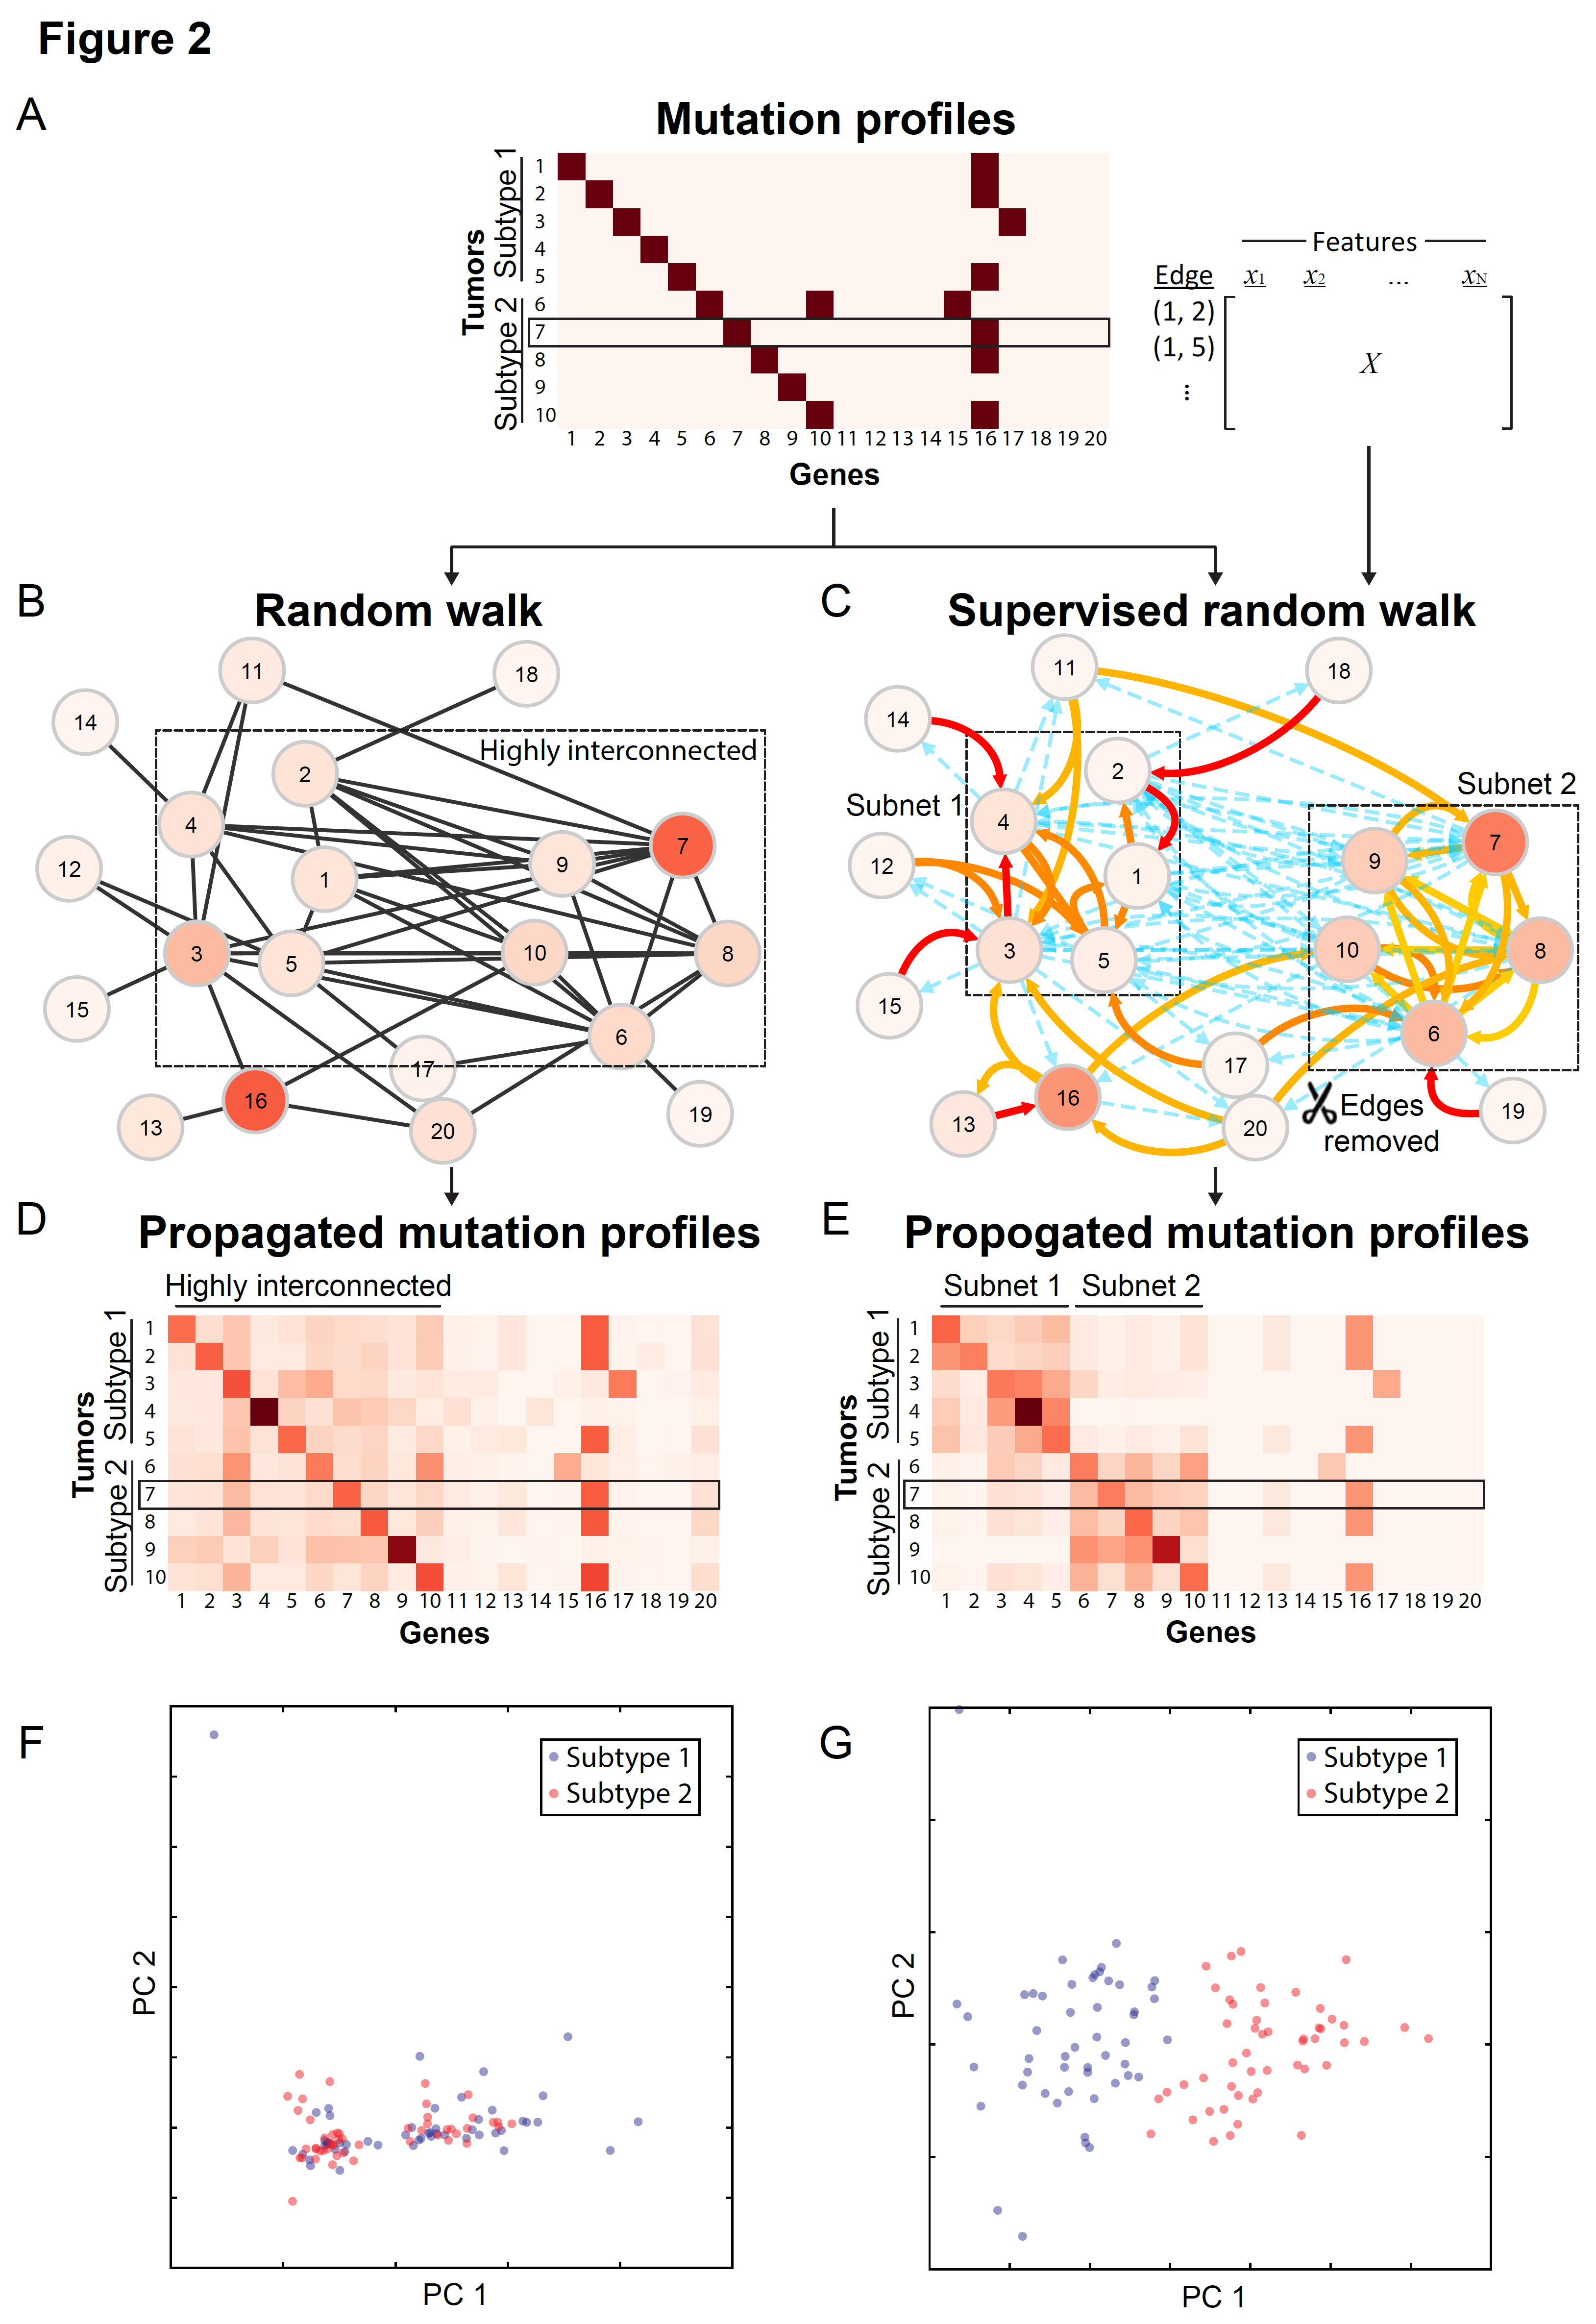 Figure 2
A
Mutation profiles
Tumors
Subtype 1
Subtype 2
1
2
3
4
5
6
7
8
9
10
1 2 3 4 5 6 7 8 9 10 11 12 13 14 15 16 17 18 19 20
Genes
Features
Edge x1 x2 ... xN
(1, 2)
(1, 5)
⋮
X
B
Random walk
11
18
14
Highly interconnected
2
4
7
12
1
9
3
5
10
8
15
6
17
16
13
20
19
C
Supervised random walk
11
18
14
2
Subnet 2
Subnet 1
4
7
12
1
9
3
5
10
8
15
6
17
16
13
20
Edges
removed
19
D
Propagated mutation profiles
Highly interconnected
Tumors
Subtype 1
Subtype 2
1
2
3
4
5
6
7
8
9
10
1 2 3 4 5 6 7 8 9 10 11 12 13 14 15 16 17 18 19 20
Genes
E
Propogated mutation profiles
Subnet 1 Subnet 2
Tumors
Subtype 1
Subtype 2
1
2
3
4
5
6
7
8
9
10
1 2 3 4 5 6 7 8 9 10 11 12 13 14 15 16 17 18 19 20
Genes
F
Subtype 1
Subtype 2
PC 2
PC 1
G
Subtype 1
Subtype 2
PC 2
PC 1